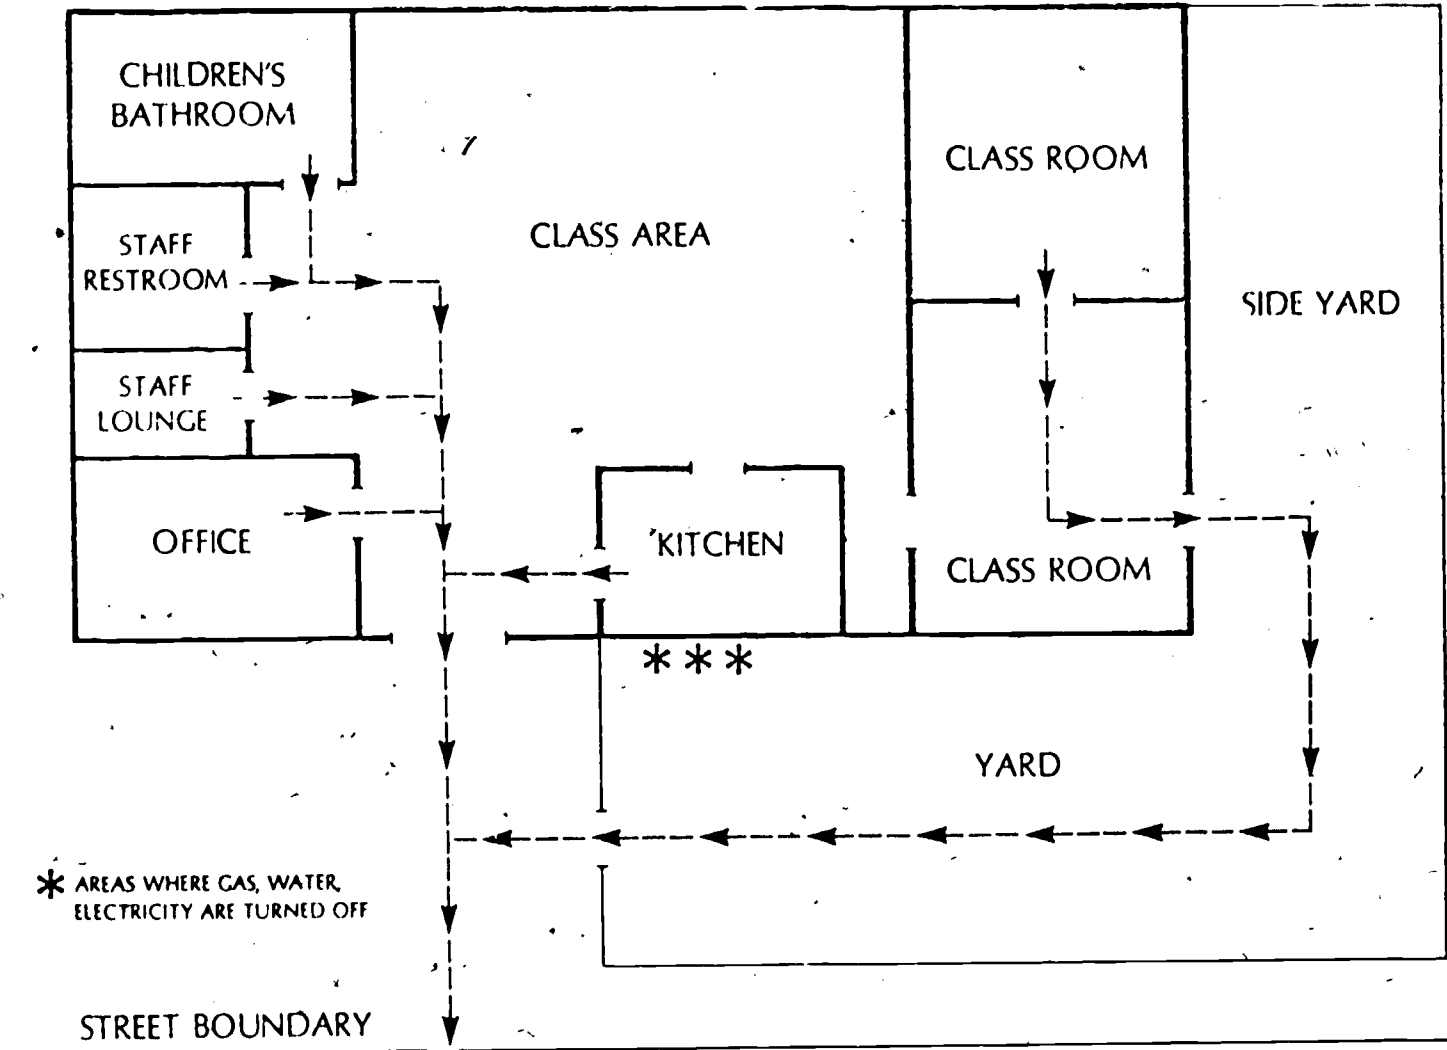 CHILDREN'S
BATHROOM
CLASS ROOM
STAFF
RESTROOM
CLASS AREA
SIDE YARD
STAFF
LOUNGE
OFFICE
KITCHEN
CLASS ROOM
***
YARD
* AREAS WHERE GAS, WATER,
ELECTRICITY ARE TURNED OFF
STREET BOUNDARY